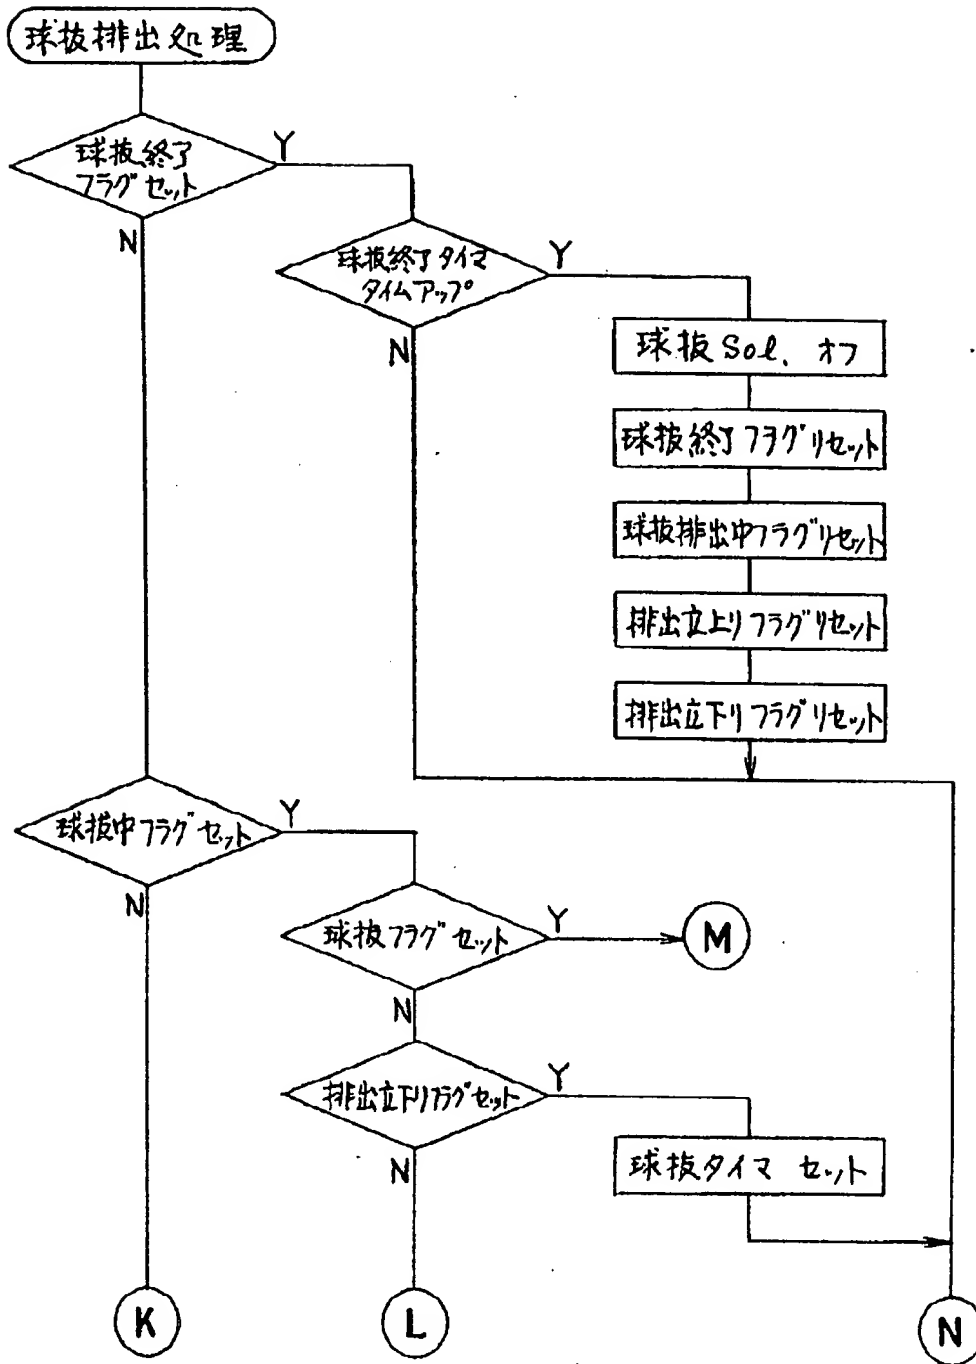 球抜排出処理
球抜終了
フラグセット
Y
N
球抜終了タイマ
タイムアップ
Y
N
球抜Sol. オフ
球抜終了フラグリセット
球抜排出中フラグリセット
排出立上りフラグリセット
排出立下りフラグリセット
球抜中フラグセット
Y
N
球抜フラグセット
Y
M
N
排出立下りフラグセット
Y
N
球抜タイマ セット
K
L
N